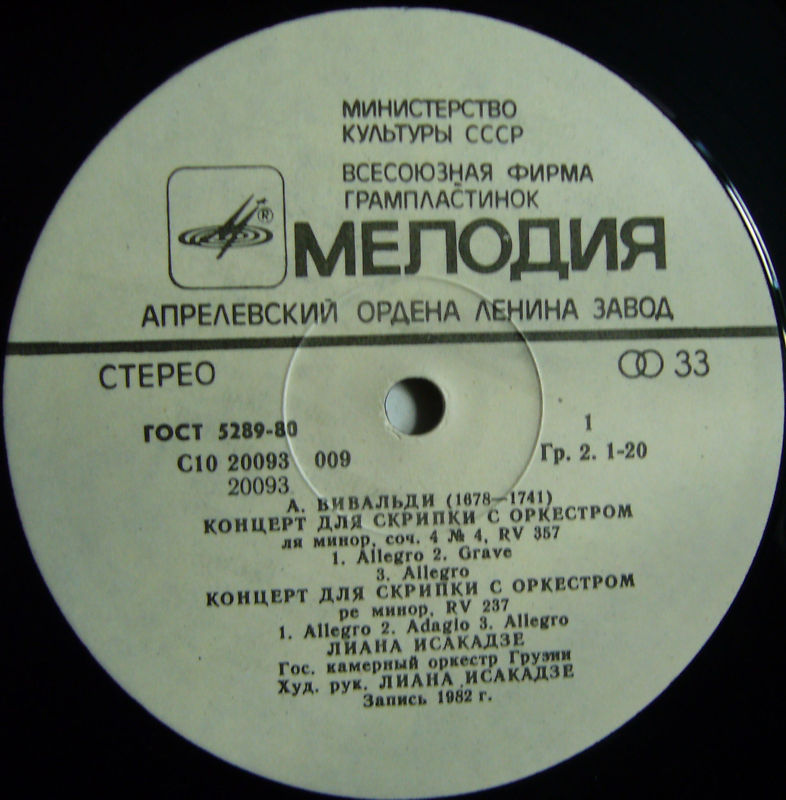 МИНИСТЕРСТВО
КУЛЬТУРЫ СССР
ВСЕСОЮЗНАЯ ФИРМА
ГРАМПЛАСТИНОК
®
МЕЛОДИЯ
АПРЕЛЕВСКИЙ ОРДЕНА ЛЕНИНА ЗАВОД
СТЕРЕО
33
ГОСТ 5289-80
1
С10 20093 009
Гр. 2. 1-20
20093
А. ВИВАЛЬДИ (1678—1741)
КОНЦЕРТ ДЛЯ СКРИПКИ С ОРКЕСТРОМ
ля минор, соч. 4 № 4, RV 357
1. Allegro 2. Grave
3. Allegro
КОНЦЕРТ ДЛЯ СКРИПКИ С ОРКЕСТРОМ
ре минор, RV 237
1. Allegro 2. Adagio 3. Allegro
ЛИАНА ИСАКАДЗЕ
Гос. камерный оркестр Грузии
Худ. рук. ЛИАНА ИСАКАДЗЕ
Запись 1982 г.